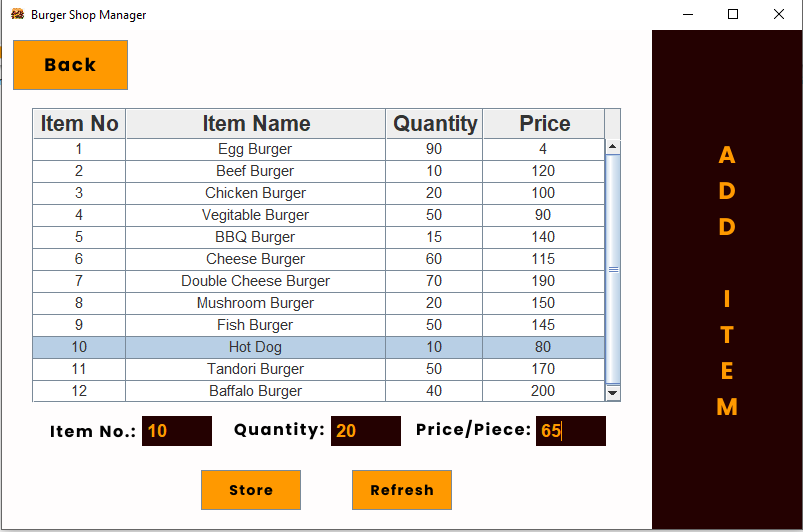 Burger Shop Manager
Back
Item No Item Name Quantity Price
1 Egg Burger 90 4
2 Beef Burger 10 120
3 Chicken Burger 20 100
4 Vegitable Burger 50 90
5 BBQ Burger 15 140
6 Cheese Burger 60 115
7 Double Cheese Burger 70 190
8 Mushroom Burger 20 150
9 Fish Burger 50 145
10 Hot Dog 10 80
11 Tandori Burger 50 170
12 Baffalo Burger 40 200
Item No.: 10 Quantity: 20 Price/Piece: 65
Store Refresh
ADD ITEM